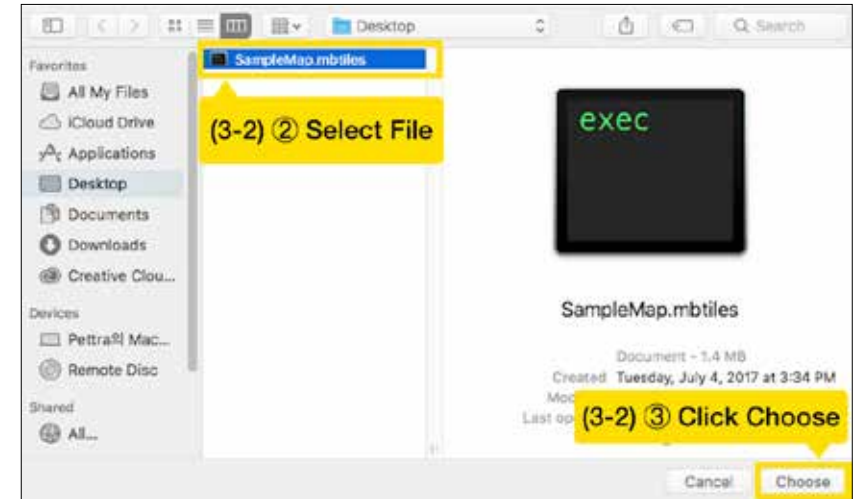 Desktop
Search
Favorites
All My Files
iCloud Drive
Applications
Desktop
Documents
Downloads
Creative Clou...
Devices
Pettra의 Mac...
Remote Disc
Shared
All...
SampleMap.mbtiles
(3-2) ② Select File
exec
SampleMap.mbtiles
Document - 1.4 MB
Created Tuesday, July 4, 2017 at 3:34 PM
Last
(3-2) ③ Click Choose
Cancel
Choose